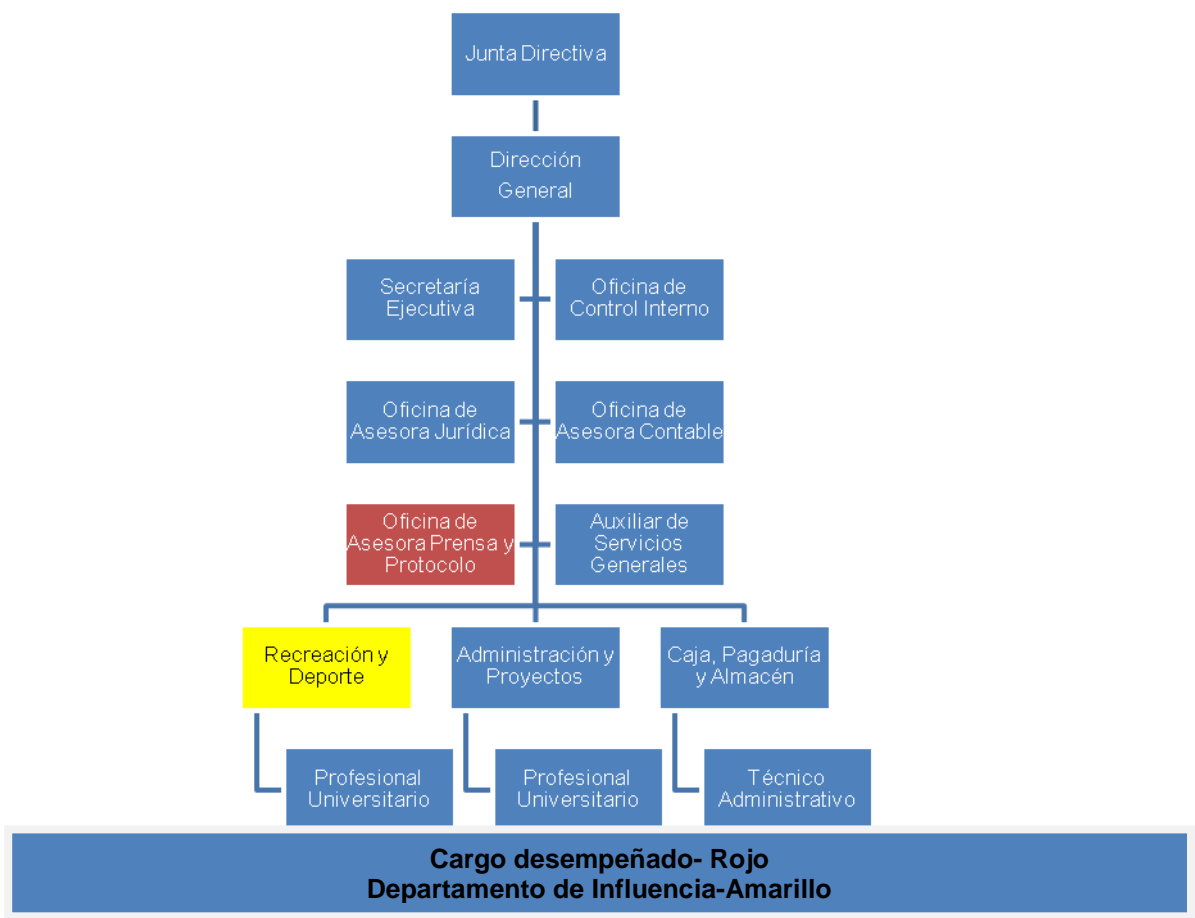 Junta Directiva
Dirección
General
Secretaría
Ejecutiva
Oficina de
Control Interno
Oficina de
Asesora Jurídica
Oficina de
Asesora Contable
Oficina de
Asesora Prensa y
Protocolo
Auxiliar de
Servicios
Generales
Recreación y
Deporte
Administración y
Proyectos
Caja, Pagaduría
y Almacén
Profesional
Universitario
Profesional
Universitario
Técnico
Administrativo
Cargo desempeñado- Rojo
Departamento de Influencia-Amarillo